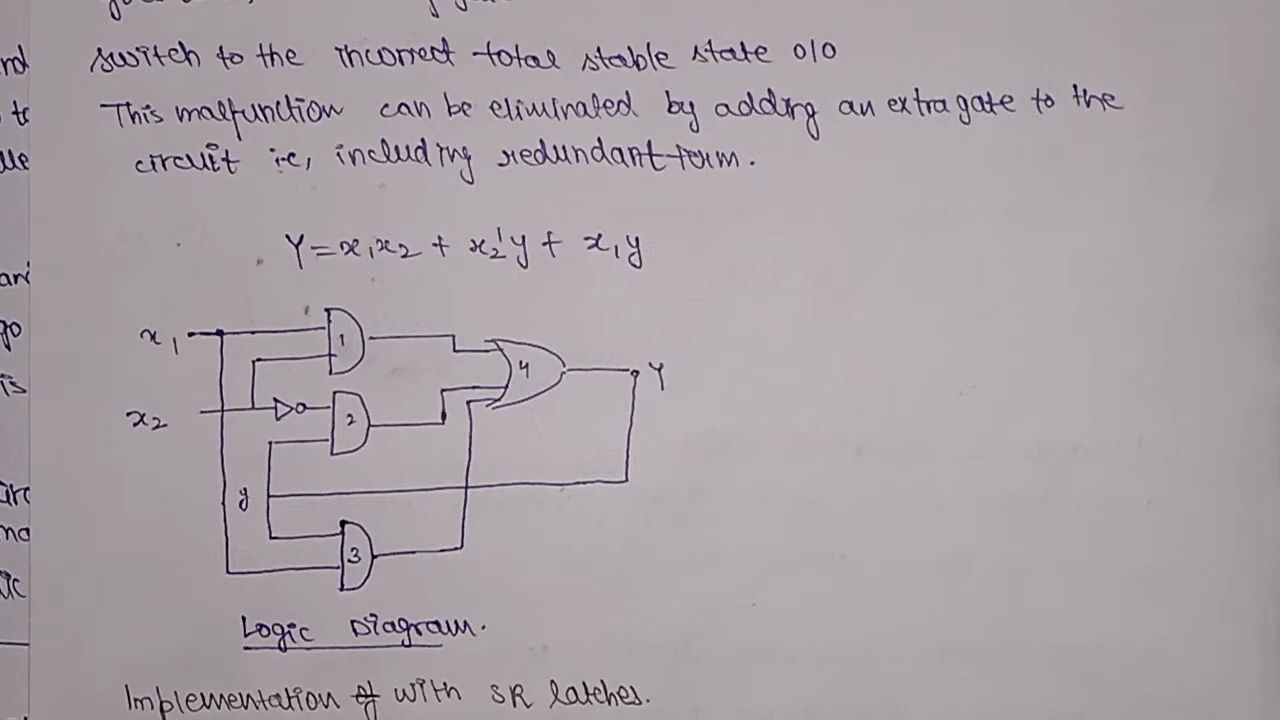 switch to the incorrect total stable state 010
This malfunction can be eliminated by adding an extra gate to the
circuit i.e, including redundant term.
Y = x₁x₂ + x₂'y + x₁y
x₁
1
4
Y
x₂
2
y
3
Logic Diagram.
Implementation of with SR latches.